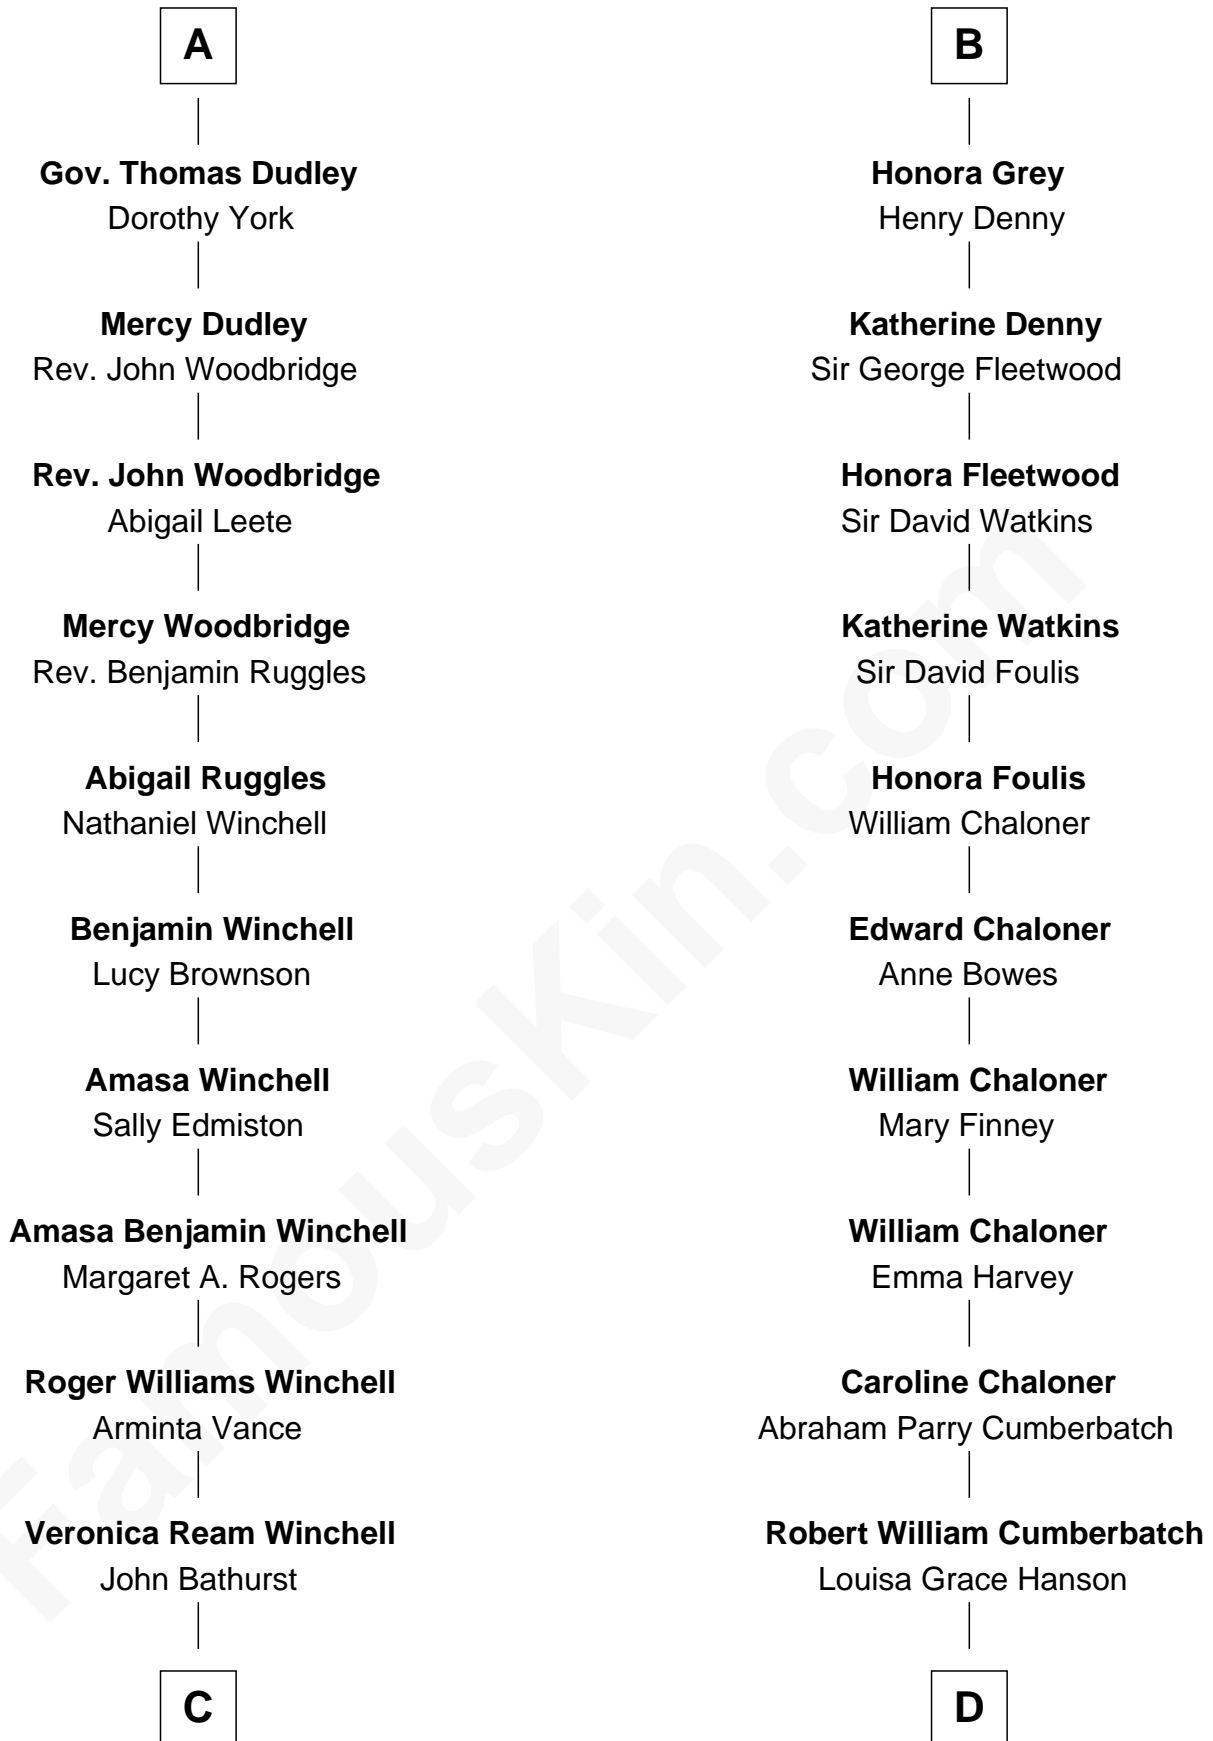 A
Gov. Thomas Dudley
Dorothy York
Mercy Dudley
Rev. John Woodbridge
Rev. John Woodbridge
Abigail Leete
Mercy Woodbridge
Rev. Benjamin Ruggles
Abigail Ruggles
Nathaniel Winchell
Benjamin Winchell
Lucy Brownson
Amasa Winchell
Sally Edmiston
Amasa Benjamin Winchell
Margaret A. Rogers
Roger Williams Winchell
Arminta Vance
Veronica Ream Winchell
John Bathurst
C
B
Honora Grey
Henry Denny
Katherine Denny
Sir George Fleetwood
Honora Fleetwood
Sir David Watkins
Katherine Watkins
Sir David Foulis
Honora Foulis
William Chaloner
Edward Chaloner
Anne Bowes
William Chaloner
Mary Finney
William Chaloner
Emma Harvey
Caroline Chaloner
Abraham Parry Cumberbatch
Robert William Cumberbatch
Louisa Grace Hanson
D
FamousKin.com